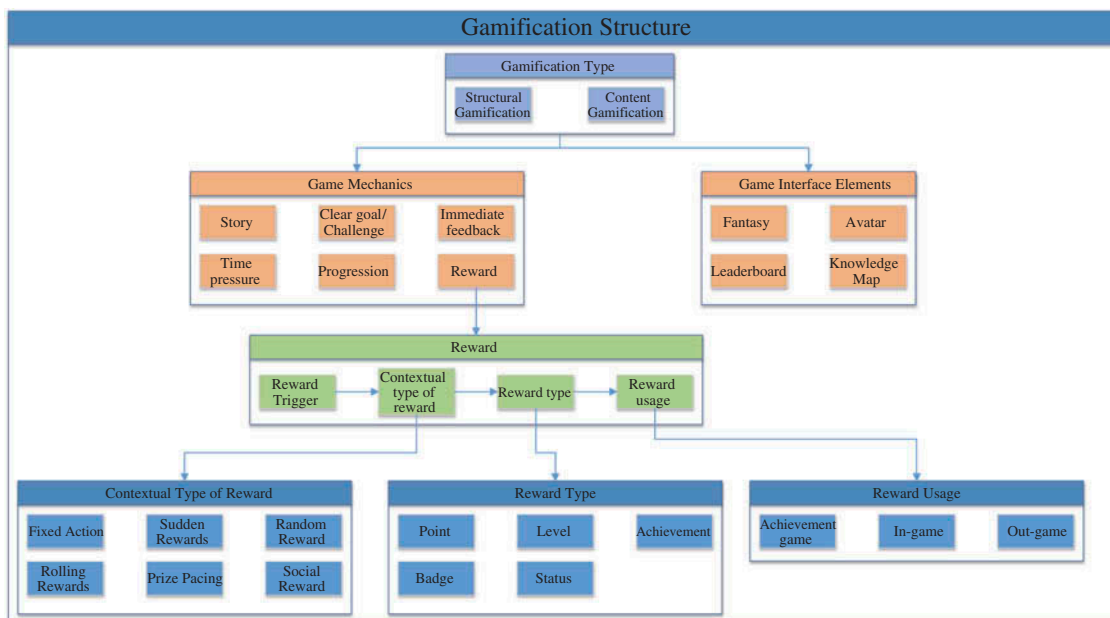 Gamification Structure
Gamification Type
Structural
Gamification
Content
Gamification
Game Mechanics
Story
Clear goal/
Challenge
Immediate
feedback
Time
pressure
Progression
Reward
Game Interface Elements
Fantasy
Avatar
Leaderboard
Knowledge
Map
Reward
Reward
Trigger
Contextual
type of
reward
Reward type
Reward
usage
Contextual Type of Reward
Fixed Action
Sudden
Rewards
Random
Reward
Rolling
Rewards
Prize Pacing
Social
Reward
Reward Type
Point
Level
Achievement
Badge
Status
Reward Usage
Achievement
game
In-game
Out-game